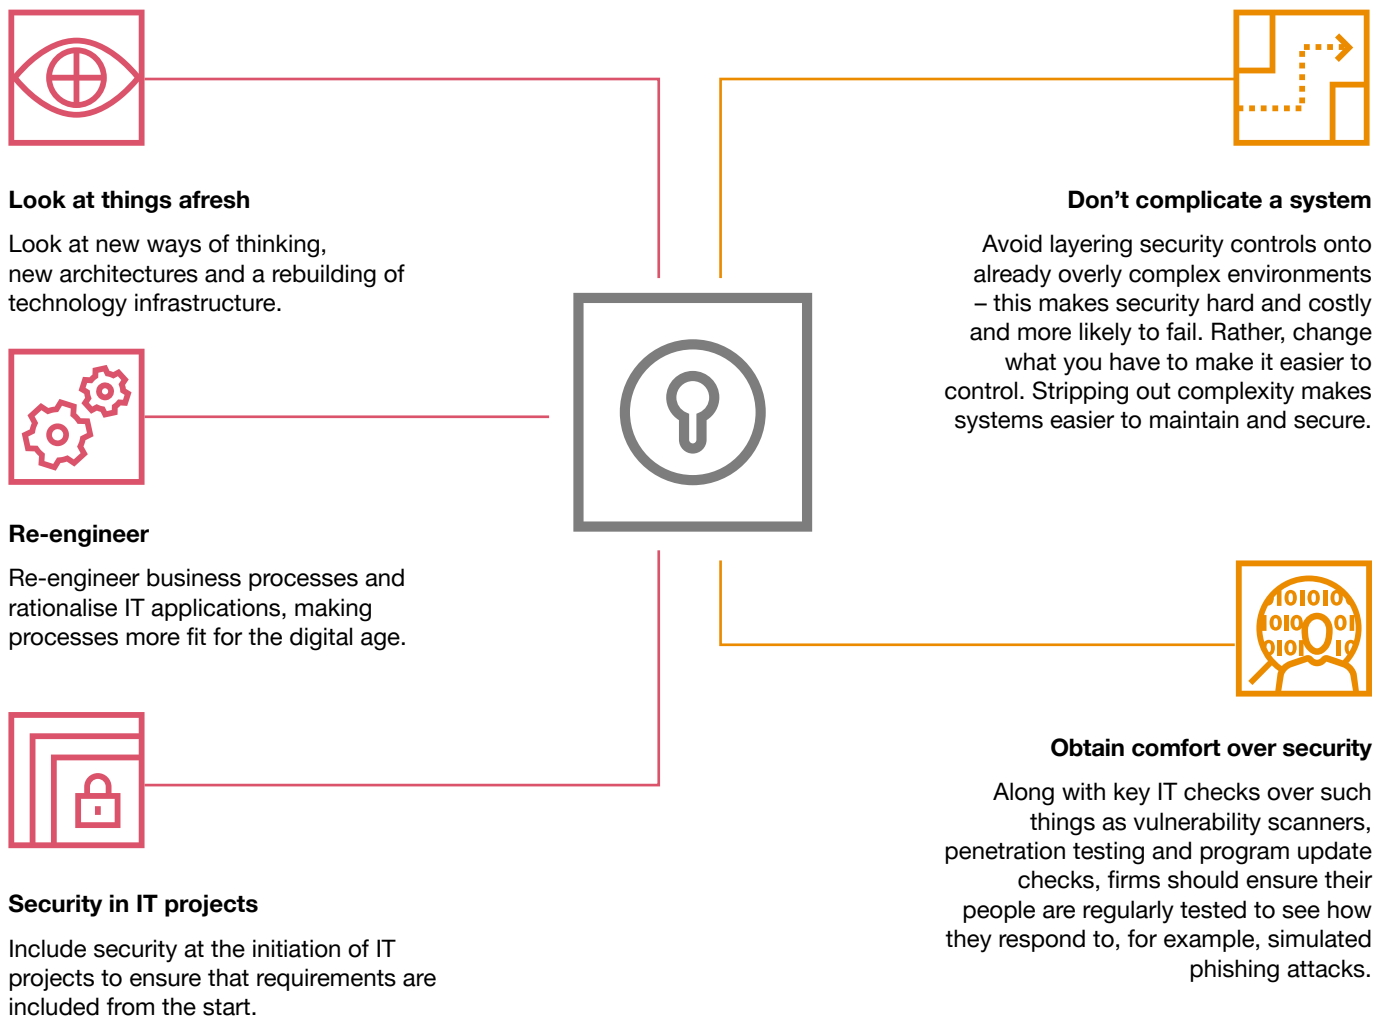 Look at things afresh
Look at new ways of thinking,
new architectures and a rebuilding of
technology infrastructure.
Re-engineer
Re-engineer business processes and
rationalise IT applications, making
processes more fit for the digital age.
Security in IT projects
Include security at the initiation of IT
projects to ensure that requirements are
included from the start.
Don’t complicate a system
Avoid layering security controls onto
already overly complex environments
– this makes security hard and costly
and more likely to fail. Rather, change
what you have to make it easier to
control. Stripping out complexity makes
systems easier to maintain and secure.
Obtain comfort over security
Along with key IT checks over such
things as vulnerability scanners,
penetration testing and program update
checks, firms should ensure their
people are regularly tested to see how
they respond to, for example, simulated
phishing attacks.